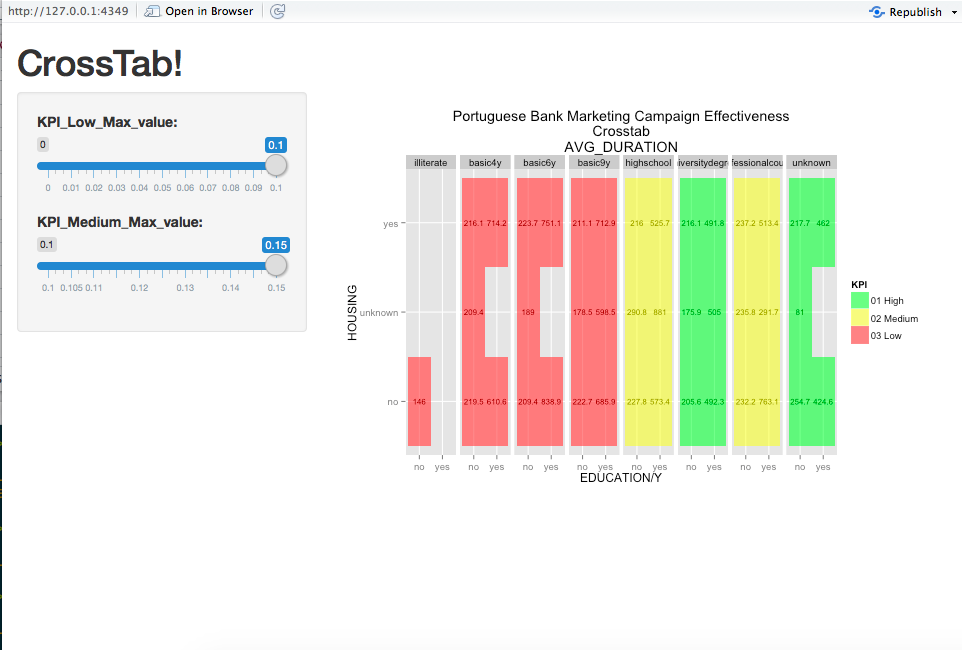 http://127.0.0.1:4349 Open in Browser Republish
CrossTab!
KPI_Low_Max_value:
0 0.1
0 0.01 0.02 0.03 0.04 0.05 0.06 0.07 0.08 0.09 0.1
KPI_Medium_Max_value:
0.1 0.15
0.1 0.105 0.11 0.12 0.13 0.14 0.15
Portuguese Bank Marketing Campaign Effectiveness
Crosstab
AVG_DURATION
illiterate basic4y basic6y basic9y highschool iversitydegre fessionalcou unknown
yes 216.1 714.2 223.7 751.1 211.1 712.9 216 525.7 216.1 491.8 237.2 513.4 217.7 462
HOUSING
unknown 209.4 189 178.5 598.5 290.8 881 175.9 505 235.8 291.7 81
no 146 219.5 610.6 209.4 838.9 222.7 685.9 227.8 573.4 205.6 492.3 232.2 763.1 254.7 424.6
no yes no yes no yes no yes no yes no yes no yes no yes
EDUCATION/Y
KPI
01 High
02 Medium
03 Low